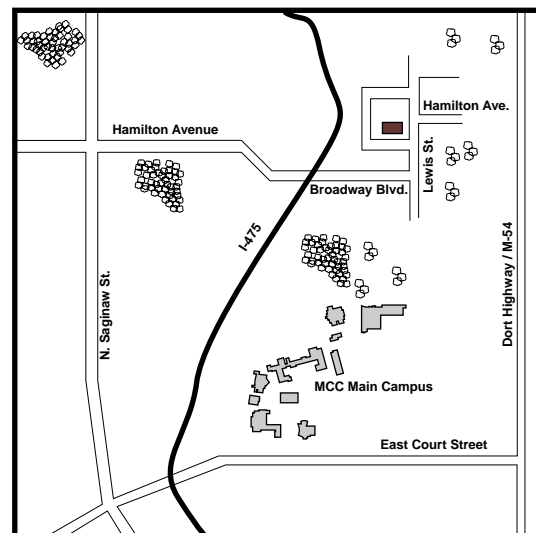 Hamilton Ave.
Hamilton Avenue
Lewis St.
Broadway Blvd.
I-475
N. Saginaw St.
Dort Highway / M-54
MCC Main Campus
East Court Street